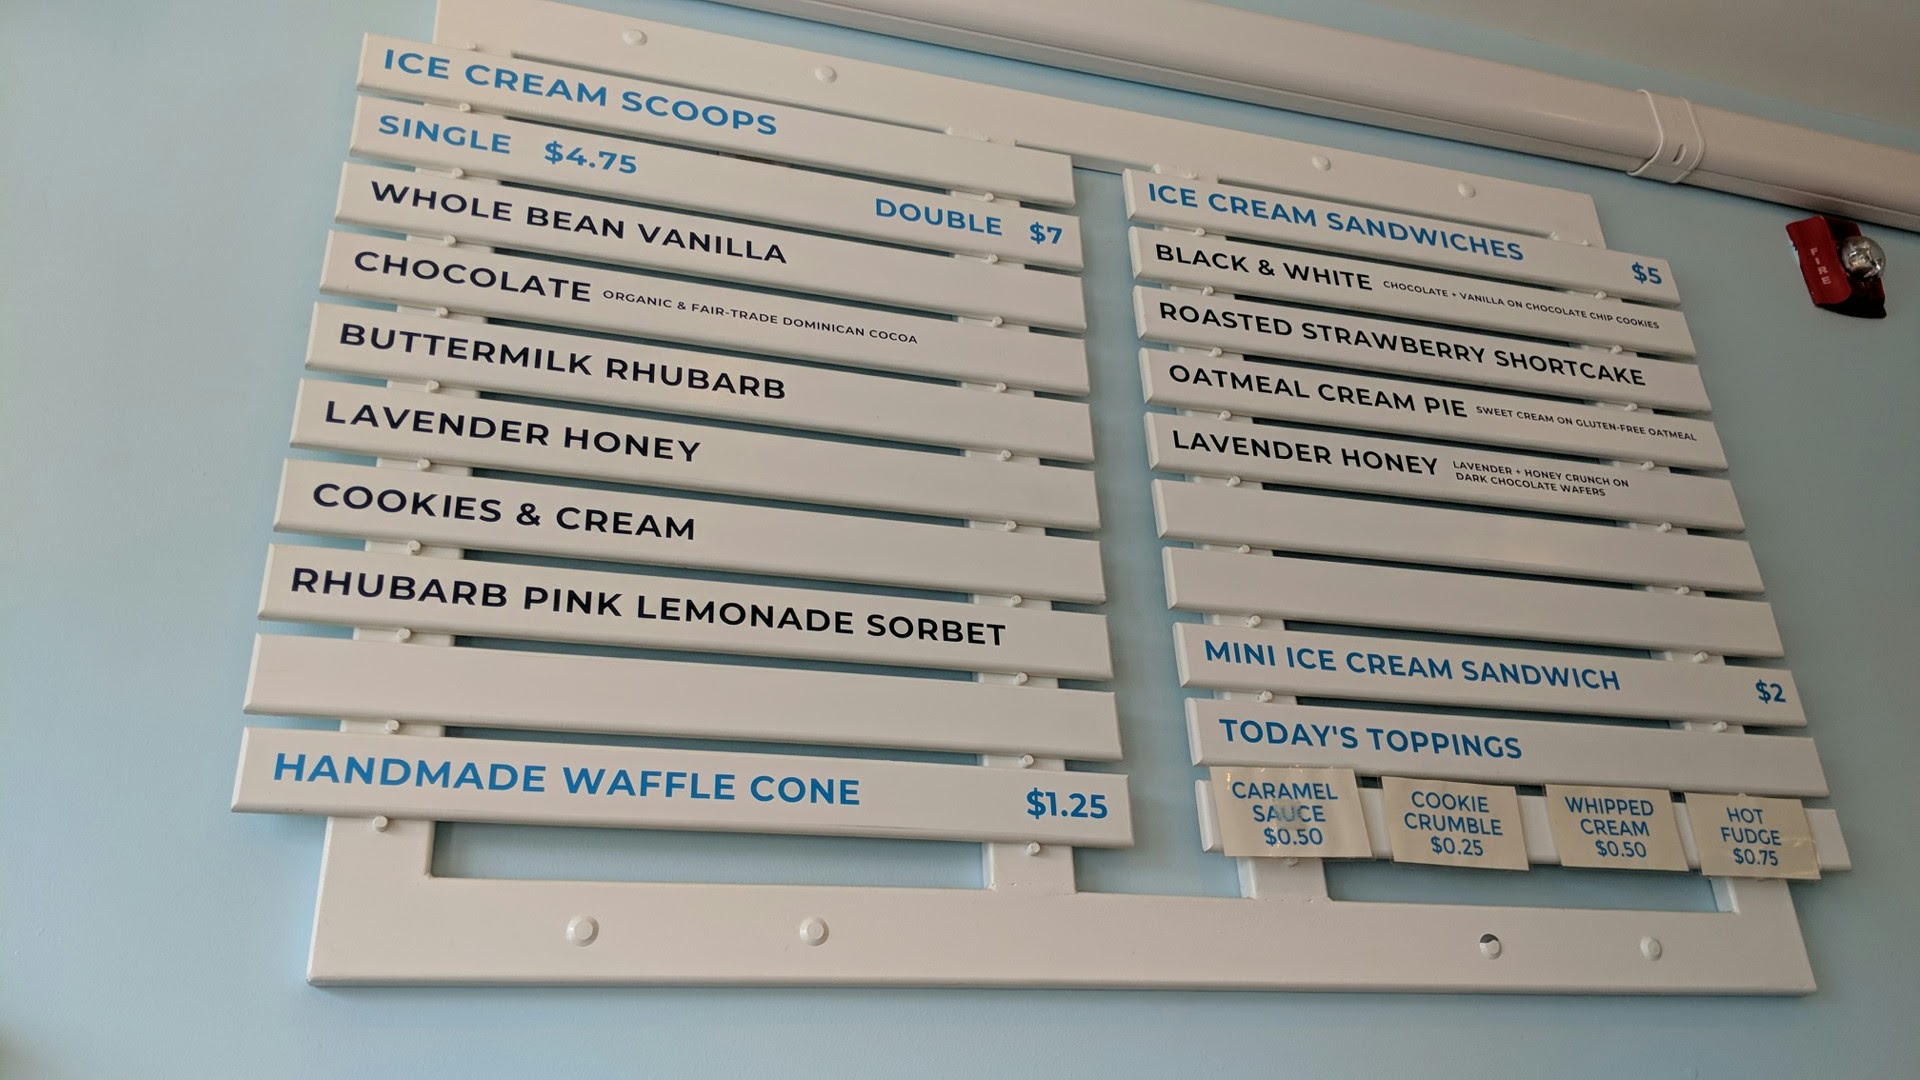 ICE CREAM SCOOPS
SINGLE $4.75
DOUBLE $7
WHOLE BEAN VANILLA
CHOCOLATE ORGANIC & FAIR-TRADE DOMINICAN COCOA
BUTTERMILK RHUBARB
LAVENDER HONEY
COOKIES & CREAM
RHUBARB PINK LEMONADE SORBET
HANDMADE WAFFLE CONE $1.25
ICE CREAM SANDWICHES $5
BLACK & WHITE CHOCOLATE + VANILLA ON CHOCOLATE CHIP COOKIES
ROASTED STRAWBERRY SHORTCAKE
OATMEAL CREAM PIE SWEET CREAM ON GLUTEN-FREE OATMEAL
LAVENDER HONEY LAVENDER + HONEY CRUNCH ON
DARK CHOCOLATE WAFERS
MINI ICE CREAM SANDWICH $2
TODAY'S TOPPINGS
CARAMEL
SAUCE
$0.50
COOKIE
CRUMBLE
$0.25
WHIPPED
CREAM
$0.50
HOT
FUDGE
$0.75
FIRE